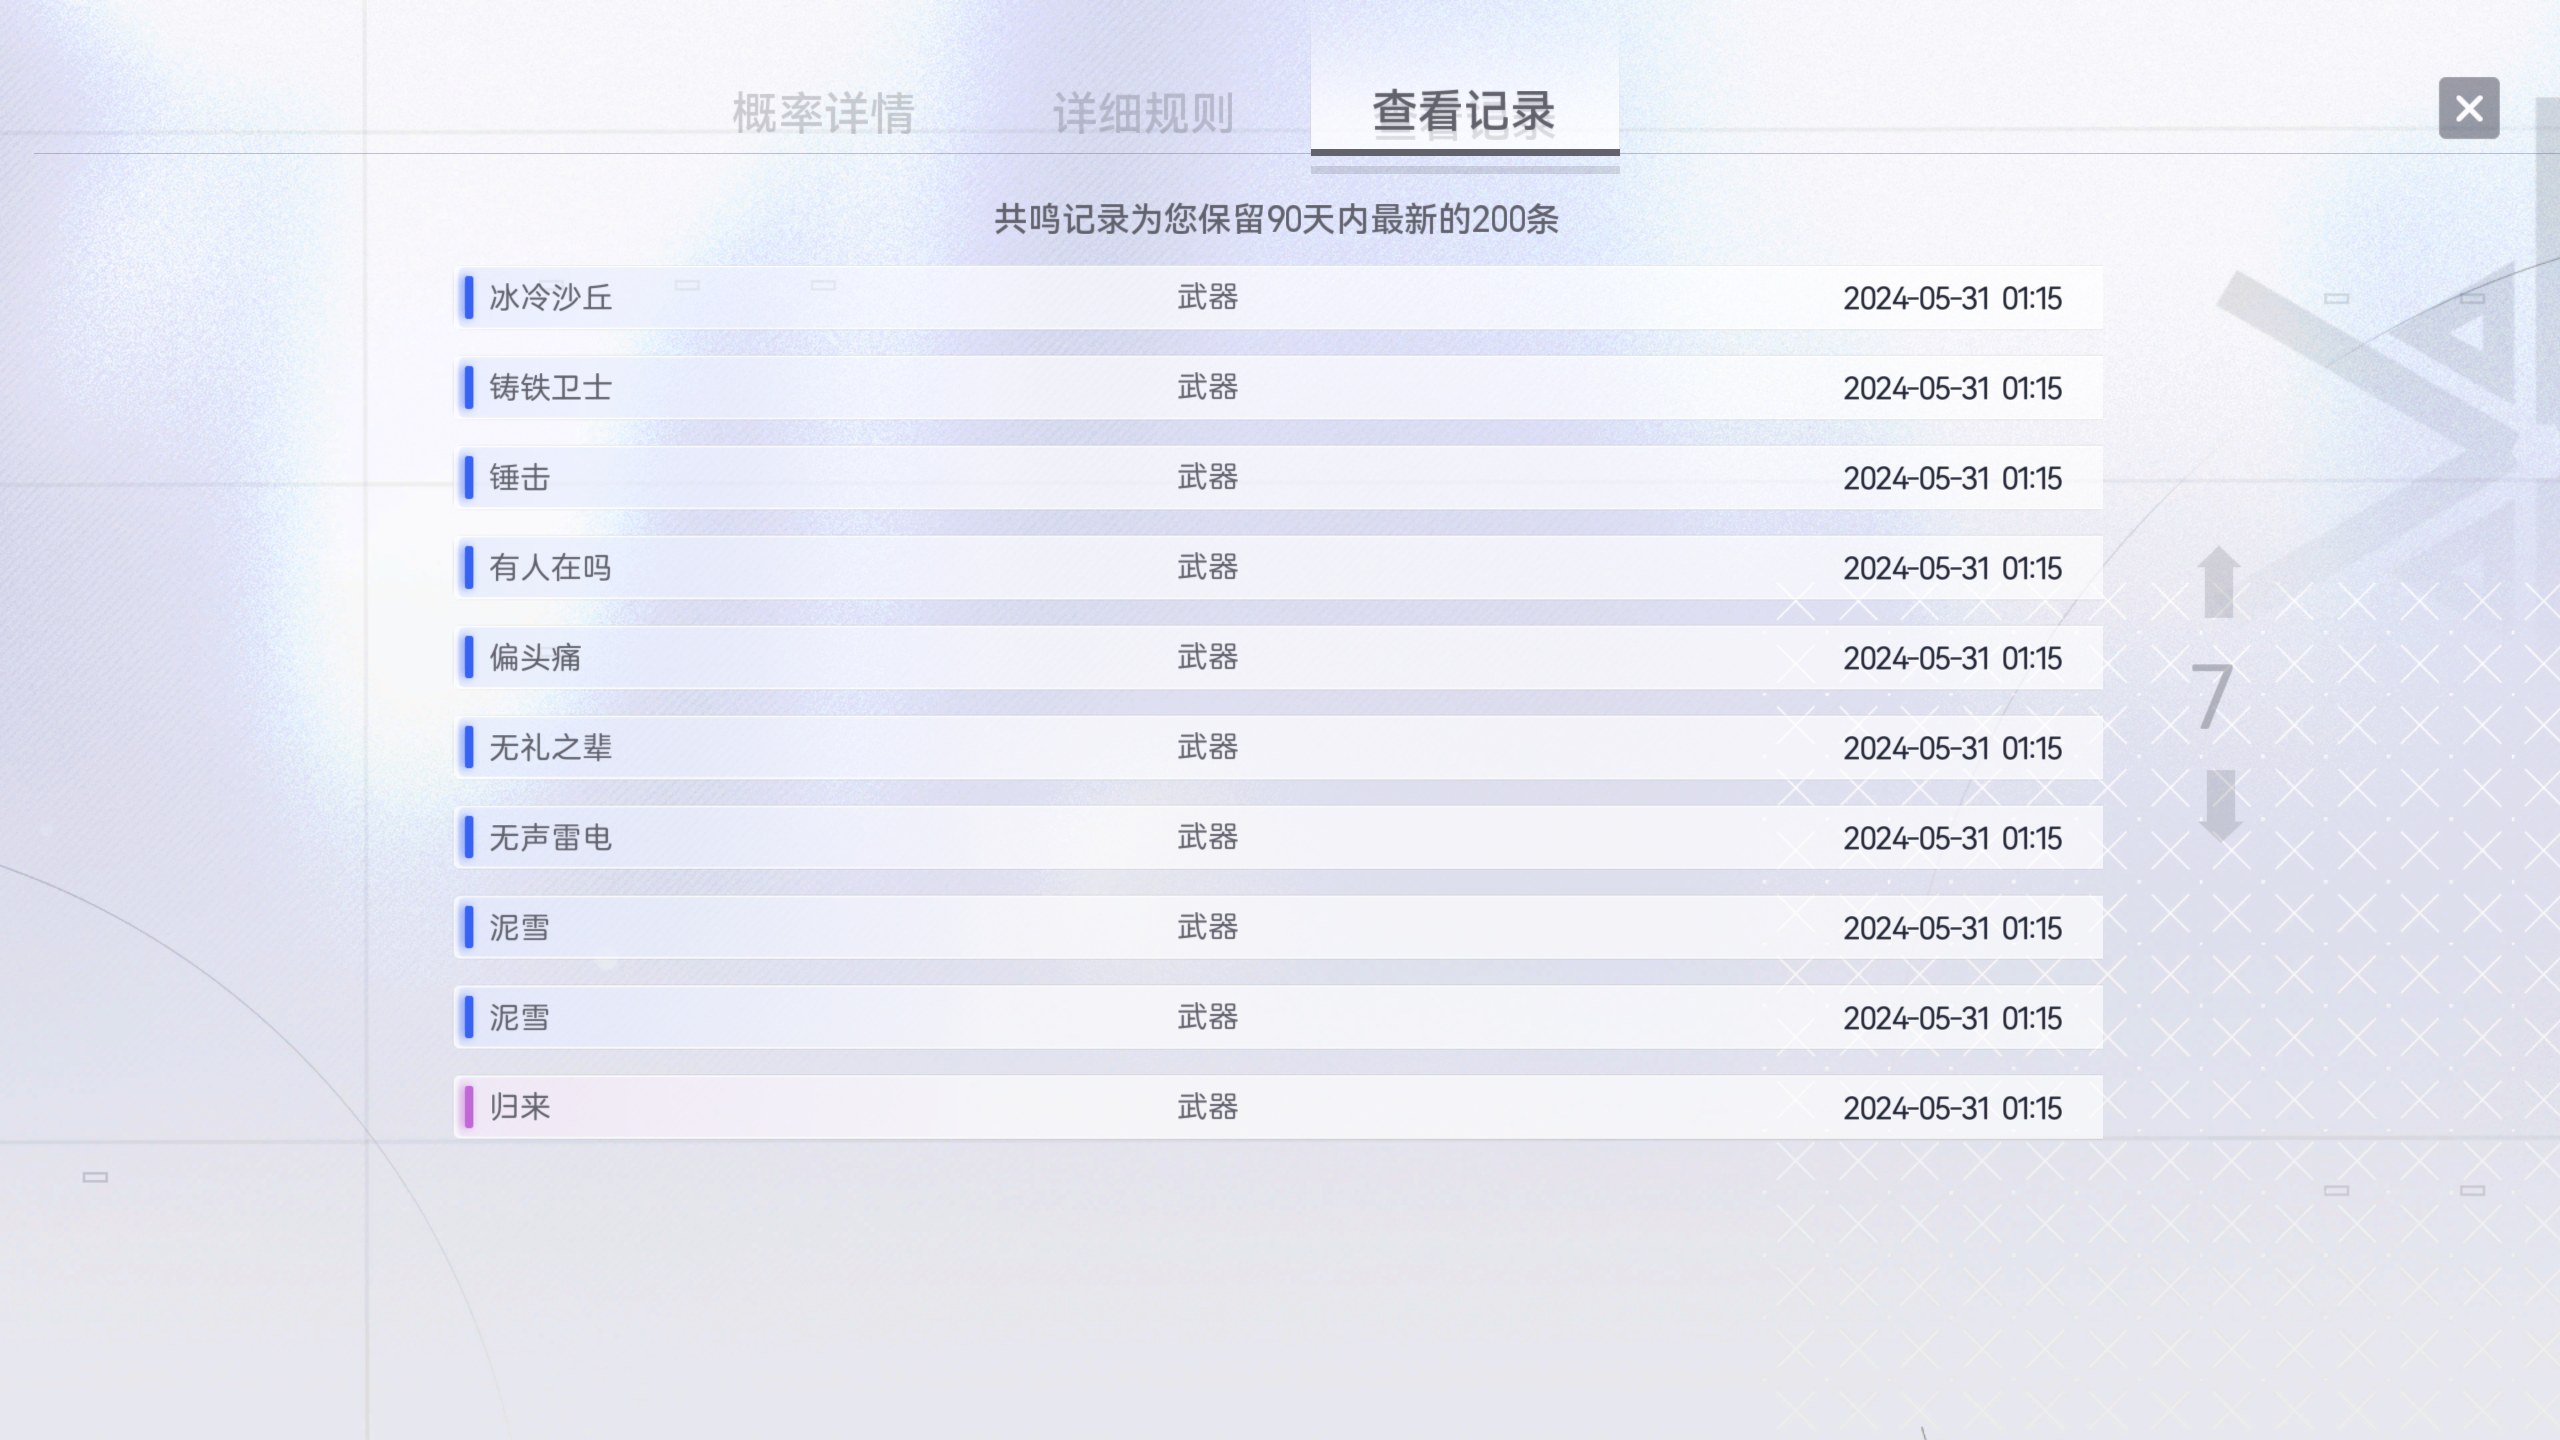 概率详情 详细规则 查看记录
共鸣记录为您保留90天内最新的200条
冰冷沙丘 武器 2024-05-31 01:15
铸铁卫士 武器 2024-05-31 01:15
锤击 武器 2024-05-31 01:15
有人在吗 武器 2024-05-31 01:15
偏头痛 武器 2024-05-31 01:15
无礼之辈 武器 2024-05-31 01:15
无声雷电 武器 2024-05-31 01:15
泥雪 武器 2024-05-31 01:15
泥雪 武器 2024-05-31 01:15
归来 武器 2024-05-31 01:15
7